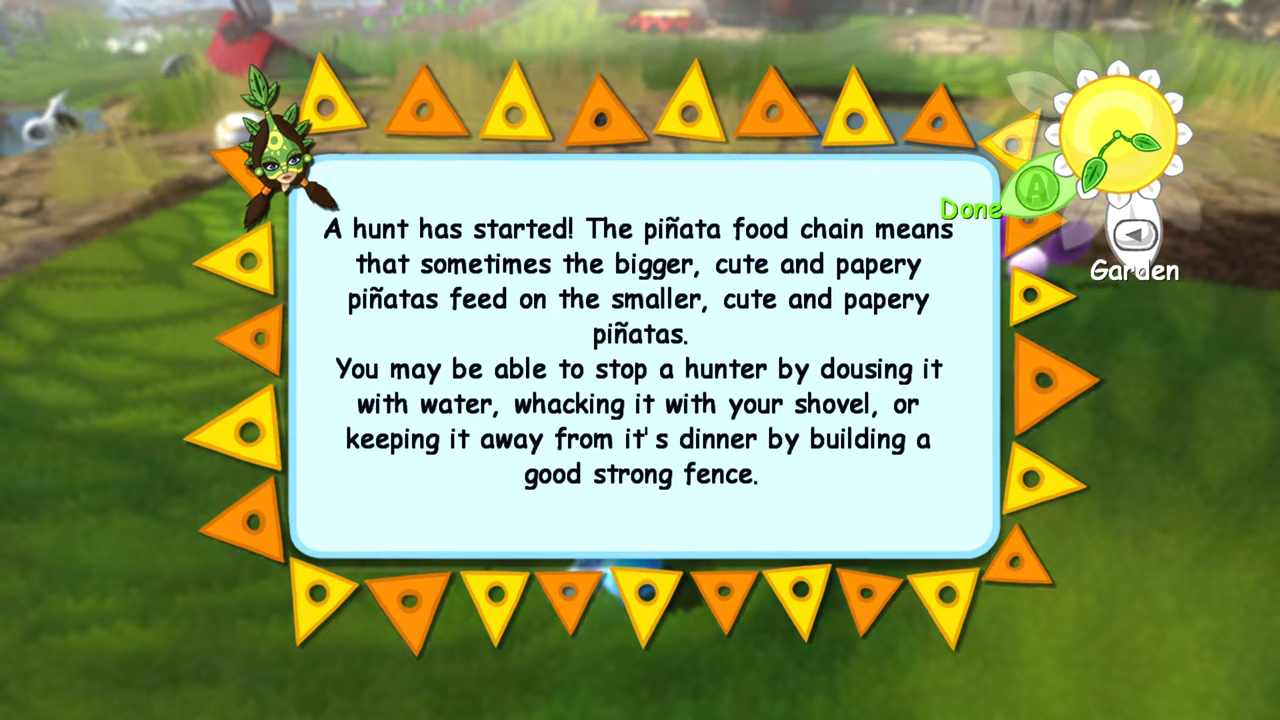 A hunt has started! The piñata food chain means
that sometimes the bigger, cute and papery
piñatas feed on the smaller, cute and papery
piñatas.
You may be able to stop a hunter by dousing it
with water, whacking it with your shovel, or
keeping it away from it's dinner by building a
good strong fence.
Done
A
Garden